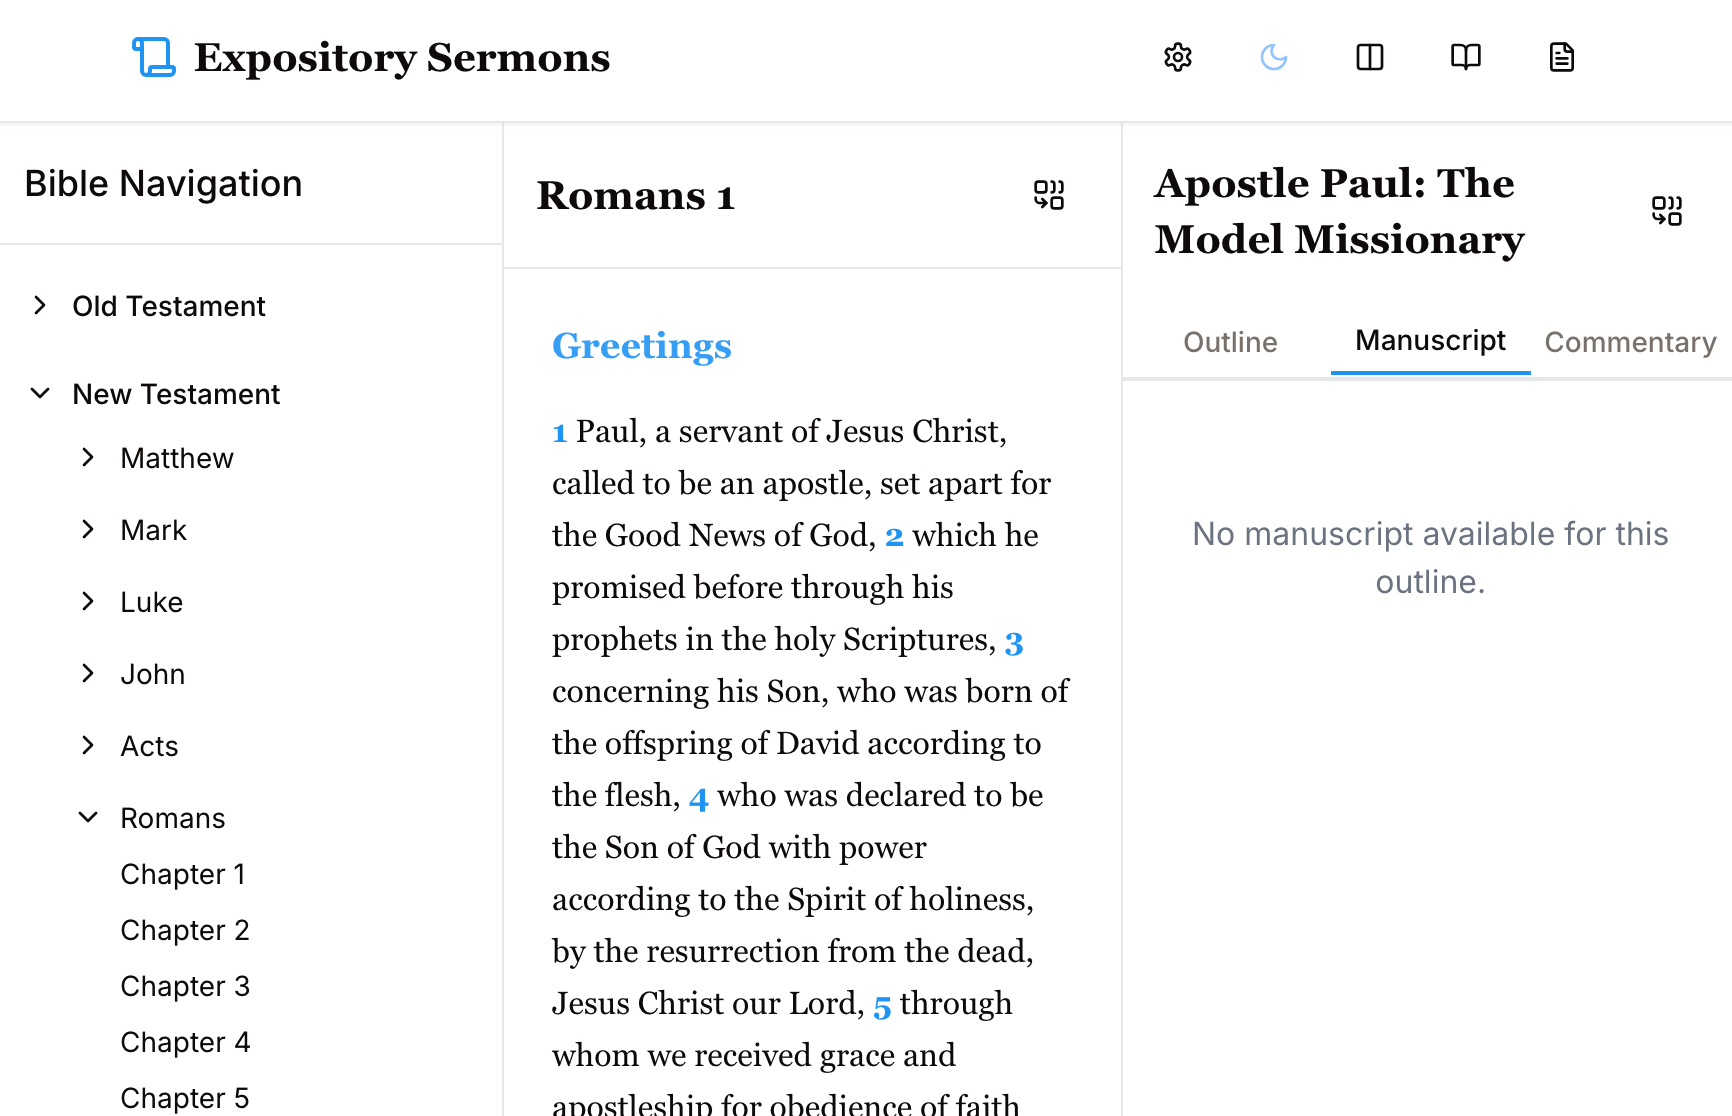 Expository Sermons
Bible Navigation
Old Testament
New Testament
Matthew
Mark
Luke
John
Acts
Romans
Chapter 1
Chapter 2
Chapter 3
Chapter 4
Chapter 5
Romans 1
Greetings
1 Paul, a servant of Jesus Christ,
called to be an apostle, set apart for
the Good News of God, 2 which he
promised before through his
prophets in the holy Scriptures, 3
concerning his Son, who was born of
the offspring of David according to
the flesh, 4 who was declared to be
the Son of God with power
according to the Spirit of holiness,
by the resurrection from the dead,
Jesus Christ our Lord, 5 through
whom we received grace and
apostleship for obedience of faith
Apostle Paul: The
Model Missionary
Outline Manuscript Commentary
No manuscript available for this
outline.